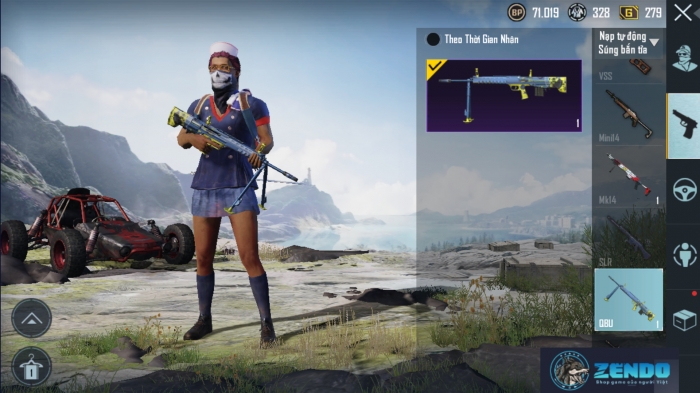 BP 71.019 328 G 279
Theo Thời Gian Nhận
Nạp tự động
Súng bắn tỉa
1
VSS
Mini14
Mk14 1
SLR
QBU 1
ZENDO
Shop game của người Việt